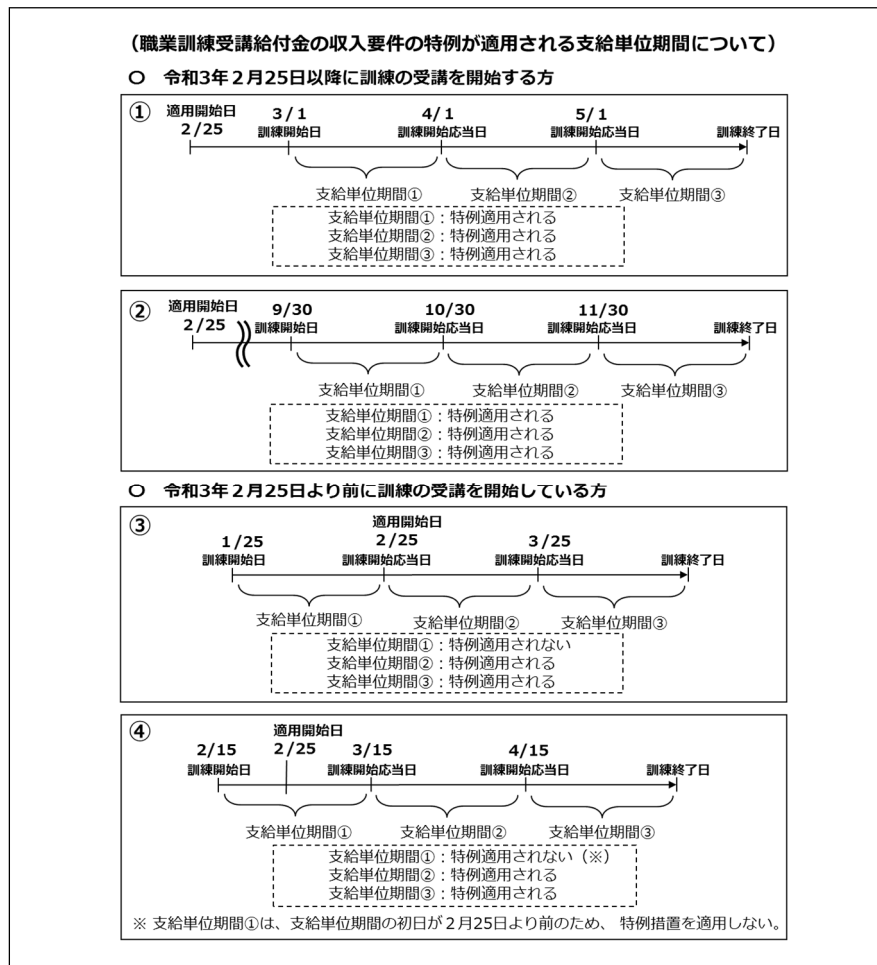 (職業訓練受講給付金の収入要件の特例が適用される支給単位期間について)
○ 令和3年2月25日以降に訓練の受講を開始する方
①
適用開始日
2/25
3/1
訓練開始日
4/1
訓練開始応当日
5/1
訓練開始応当日
訓練終了日
支給単位期間①
支給単位期間②
支給単位期間③
支給単位期間①:特例適用される
支給単位期間②:特例適用される
支給単位期間③:特例適用される
②
適用開始日
2/25
9/30
訓練開始日
10/30
訓練開始応当日
11/30
訓練開始応当日
訓練終了日
支給単位期間①
支給単位期間②
支給単位期間③
支給単位期間①:特例適用される
支給単位期間②:特例適用される
支給単位期間③:特例適用される
○ 令和3年2月25日より前に訓練の受講を開始している方
③
1/25
訓練開始日
適用開始日
2/25
訓練開始応当日
3/25
訓練開始応当日
訓練終了日
支給単位期間①
支給単位期間②
支給単位期間③
支給単位期間①:特例適用されない
支給単位期間②:特例適用される
支給単位期間③:特例適用される
④
2/15
訓練開始日
適用開始日
2/25
3/15
訓練開始応当日
4/15
訓練開始応当日
訓練終了日
支給単位期間①
支給単位期間②
支給単位期間③
支給単位期間①:特例適用されない(※)
支給単位期間②:特例適用される
支給単位期間③:特例適用される
※ 支給単位期間①は、支給単位期間の初日が2月25日より前のため、特例措置を適用しない。